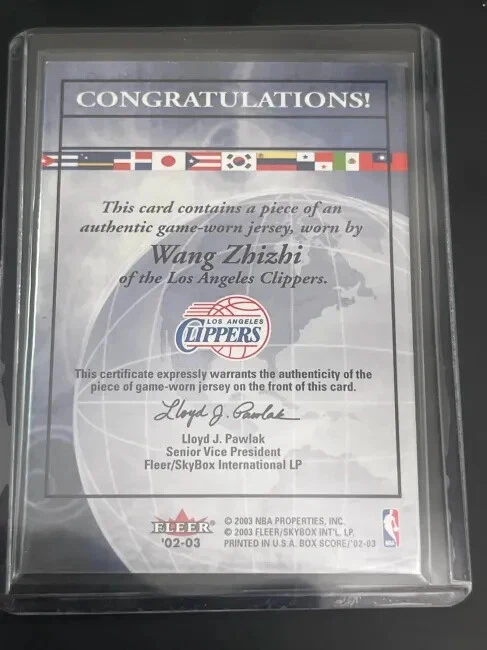 CONGRATULATIONS!
This card contains a piece of an
authentic game-worn jersey, worn by
Wang Zhizhi
of the Los Angeles Clippers.
LOS ANGELES
CLIPPERS
This certificate expressly warrants the authenticity of the
piece of game-worn jersey on the front of this card.
Lloyd J. Pawlak
Lloyd J. Pawlak
Senior Vice President
Fleer/SkyBox International LP
FLEER
'02-03
© 2003 NBA PROPERTIES, INC.
© 2003 FLEER/SKYBOX INT'L. LP.
PRINTED IN U.S.A. BOX SCORE/'02-03